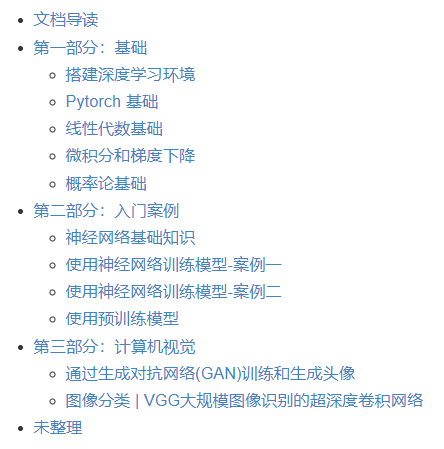 文档导读
第一部分：基础
搭建深度学习环境
Pytorch 基础
线性代数基础
微积分和梯度下降
概率论基础
第二部分：入门案例
神经网络基础知识
使用神经网络训练模型-案例一
使用神经网络训练模型-案例二
使用预训练模型
第三部分：计算机视觉
通过生成对抗网络(GAN)训练和生成头像
图像分类 | VGG大规模图像识别的超深度卷积网络
未整理